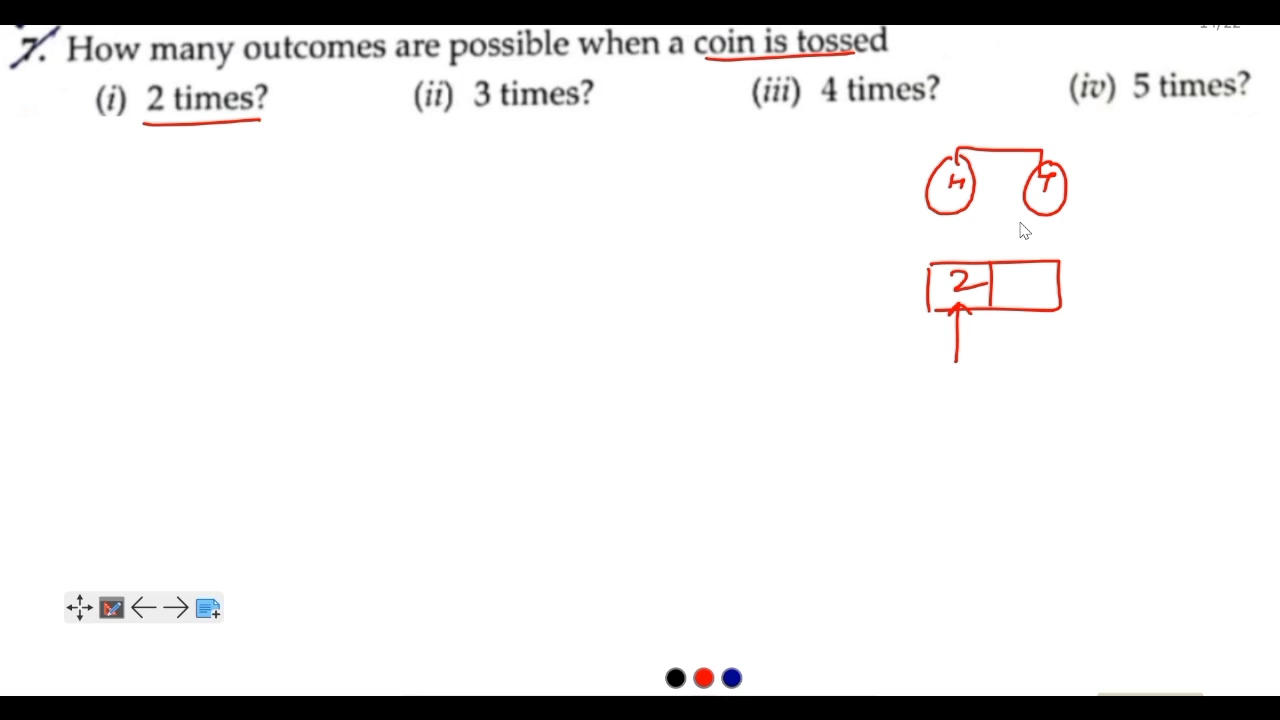 7. How many outcomes are possible when a coin is tossed
(i) 2 times? (ii) 3 times? (iii) 4 times? (iv) 5 times?
H T
2